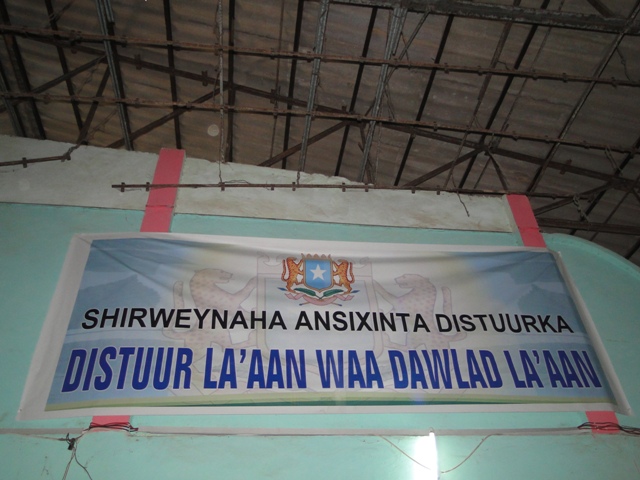 SHIRWEYNAHA ANSIXINTA DISTUURKA
DISTUUR LA'AAN WAA DAWLAD LA'AAN